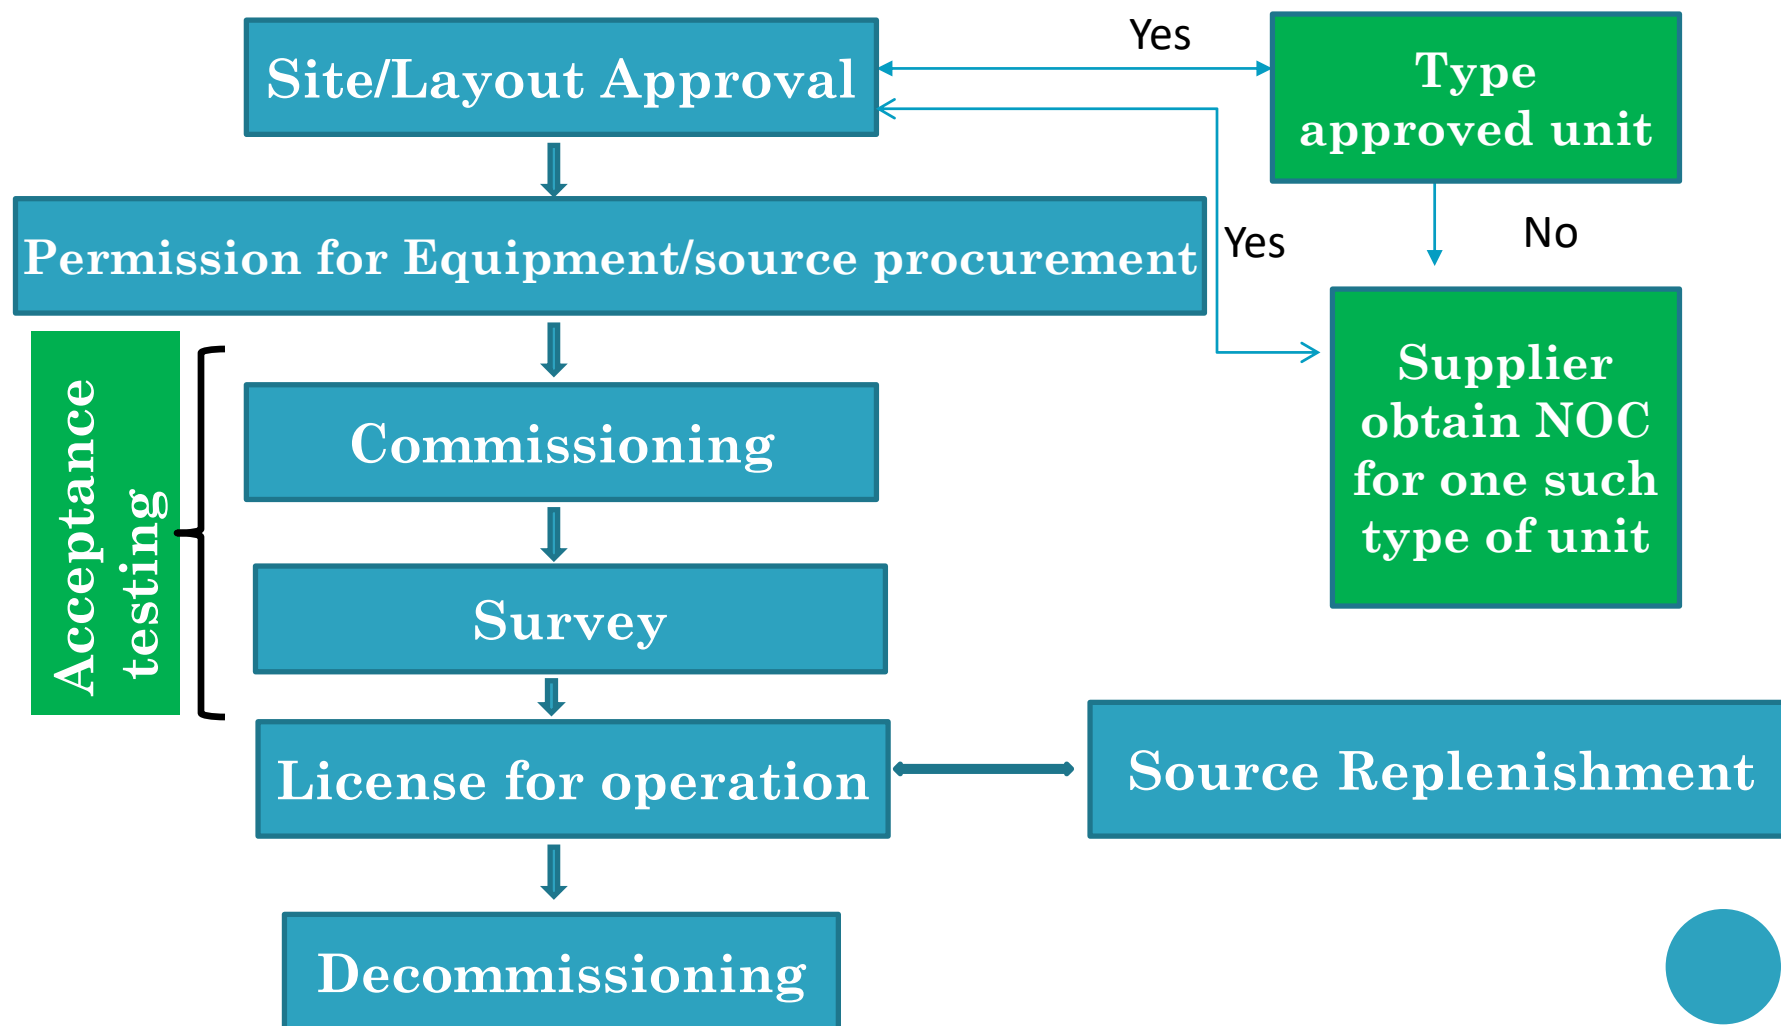 Site/Layout Approval
Yes
Type
approved unit
Permission for Equipment/source procurement
Yes
No
Supplier
obtain NOC
for one such
type of unit
Acceptance
testing
Commissioning
Survey
License for operation
Source Replenishment
Decommissioning